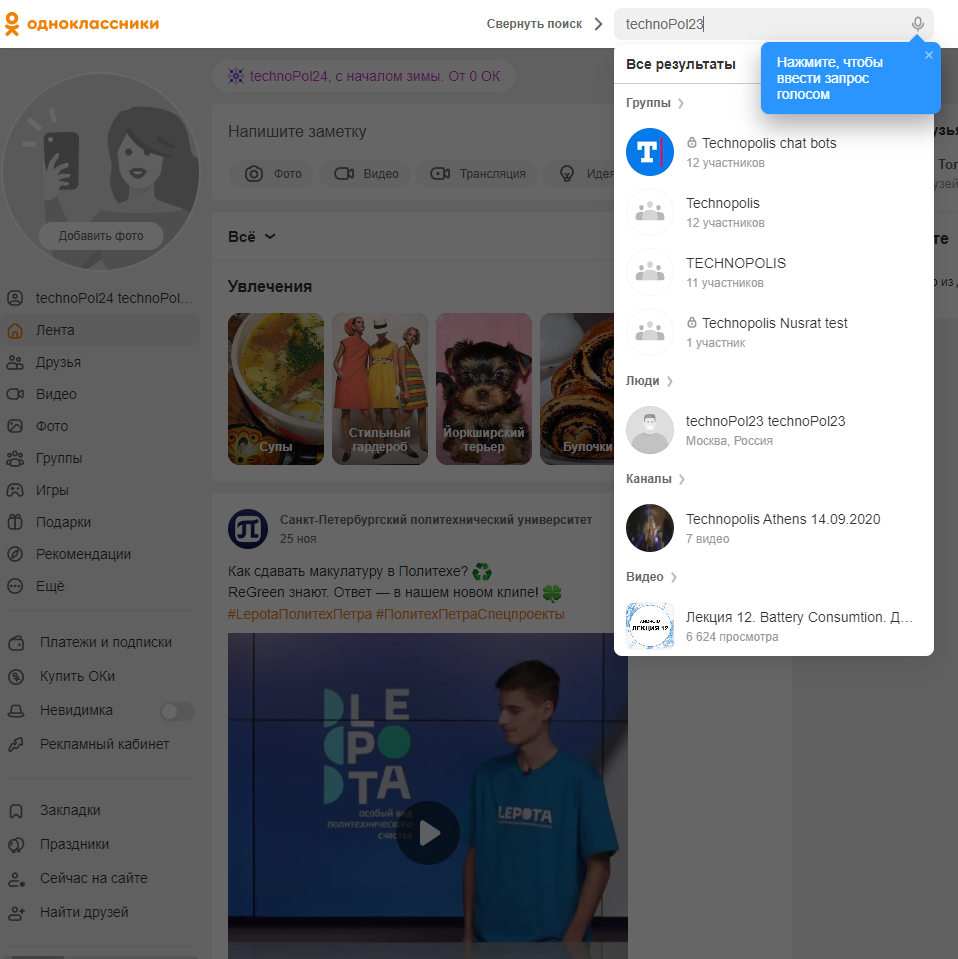 одноклассники
Свернуть поиск
technoPol23
Нажмите, чтобы
ввести запрос
голосом
Все результаты
Группы
Technopolis chat bots
12 участников
Technopolis
12 участников
TECHNOPOLIS
11 участников
Technopolis Nusrat test
1 участник
Люди
technoPol23 technoPol23
Москва, Россия
Каналы
Technopolis Athens 14.09.2020
7 видео
Видео
ANDROID
ЛЕКЦИЯ 12
Лекция 12. Battery Consumtion. Д...
6 624 просмотра
Добавить фото
technoPol24 technoPol...
Лента
Друзья
Видео
Фото
Группы
Игры
Подарки
Рекомендации
Ещё
Платежи и подписки
Купить ОКи
Невидимка
Рекламный кабинет
Закладки
Праздники
Сейчас на сайте
Найти друзей
technoPol24, с началом зимы. От 0 ОК
Напишите заметку
Фото
Видео
Трансляция
Идея
Всё
Увлечения
Супы
Стильный
гардероб
Йоркширский
терьер
Булочки
Санкт-Петербургский политехнический университет
25 ноя
Как сдавать макулатуру в Политехе?
ReGreen знают. Ответ — в нашем новом клипе!
#LepotaПолитехПетра #ПолитехПетраСпецпроекты
LE
PO
TA
особый вид
политехнического
счастья
LEPOTA